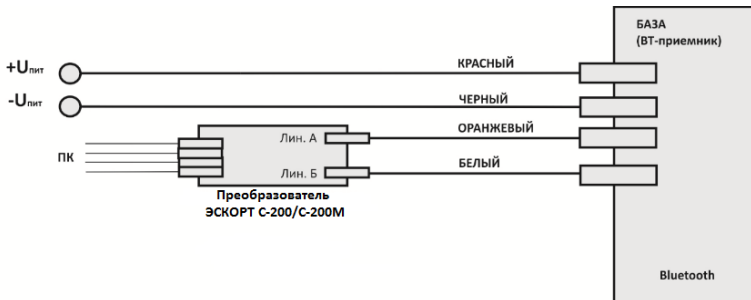 БАЗА
(ВТ-приемник)
+Uпит
КРАСНЫЙ
-Uпит
ЧЕРНЫЙ
ОРАНЖЕВЫЙ
Лин. А
ПК
БЕЛЫЙ
Лин. Б
Преобразователь
ЭСКОРТ С-200/С-200М
Bluetooth